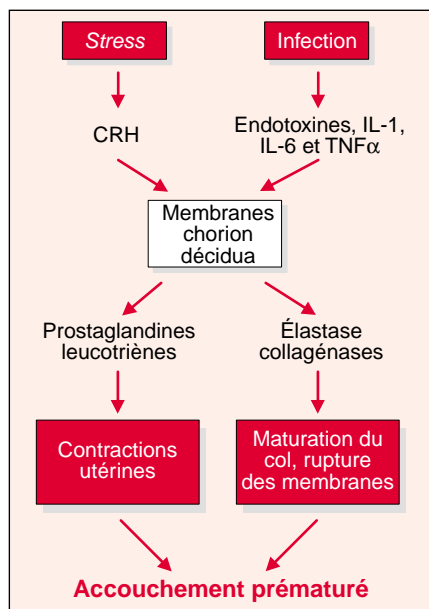 Stress
Infection
CRH
Endotoxines, IL-1,
IL-6 et TNFα
Membranes
chorion
décidua
Prostaglandines
leucotriènes
Élastase
collagénases
Contractions
utérines
Maturation du
col, rupture
des membranes
Accouchement prématuré